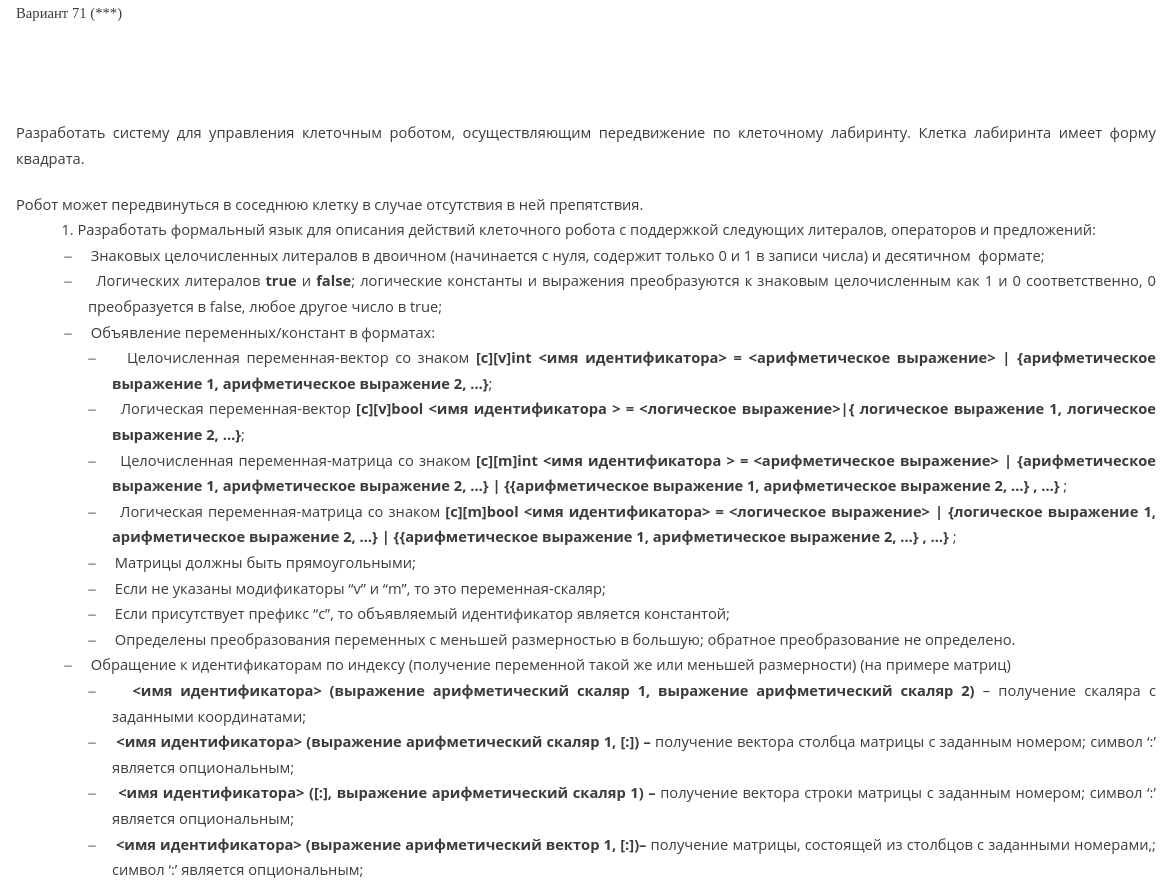 Вариант 71 (***)
Разработать систему для управления клеточным роботом, осуществляющим передвижение по клеточному лабиринту. Клетка лабиринта имеет форму
квадрата.
Робот может передвинуться в соседнюю клетку в случае отсутствия в ней препятствия.
1. Разработать формальный язык для описания действий клеточного робота с поддержкой следующих литералов, операторов и предложений:
– Знаковых целочисленных литералов в двоичном (начинается с нуля, содержит только 0 и 1 в записи числа) и десятичном формате;
– Логических литералов true и false; логические константы и выражения преобразуются к знаковым целочисленным как 1 и 0 соответственно, 0
преобразуется в false, любое другое число в true;
– Объявление переменных/констант в форматах:
– Целочисленная переменная-вектор со знаком [c][v]int <имя идентификатора> = <арифметическое выражение> | {арифметическое
выражение 1, арифметическое выражение 2, …};
– Логическая переменная-вектор [c][v]bool <имя идентификатора > = <логическое выражение>|{ логическое выражение 1, логическое
выражение 2, …};
– Целочисленная переменная-матрица со знаком [c][m]int <имя идентификатора > = <арифметическое выражение> | {арифметическое
выражение 1, арифметическое выражение 2, …} | {{арифметическое выражение 1, арифметическое выражение 2, …} , …} ;
– Логическая переменная-матрица со знаком [c][m]bool <имя идентификатора> = <логическое выражение> | {логическое выражение 1,
арифметическое выражение 2, …} | {{арифметическое выражение 1, арифметическое выражение 2, …} , …} ;
– Матрицы должны быть прямоугольными;
– Если не указаны модификаторы “v” и “m”, то это переменная-скаляр;
– Если присутствует префикс “c”, то объявляемый идентификатор является константой;
– Определены преобразования переменных с меньшей размерностью в большую; обратное преобразование не определено.
– Обращение к идентификаторам по индексу (получение переменной такой же или меньшей размерности) (на примере матриц)
– <имя идентификатора> (выражение арифметический скаляр 1, выражение арифметический скаляр 2) – получение скаляра с
заданными координатами;
– <имя идентификатора> (выражение арифметический скаляр 1, [:]) – получение вектора столбца матрицы с заданным номером; символ ‘:’
является опциональным;
– <имя идентификатора> ([:], выражение арифметический скаляр 1) – получение вектора строки матрицы с заданным номером; символ ‘:’
является опциональным;
– <имя идентификатора> (выражение арифметический вектор 1, [:])– получение матрицы, состоящей из столбцов с заданными номерами,;
символ ‘:’ является опциональным;